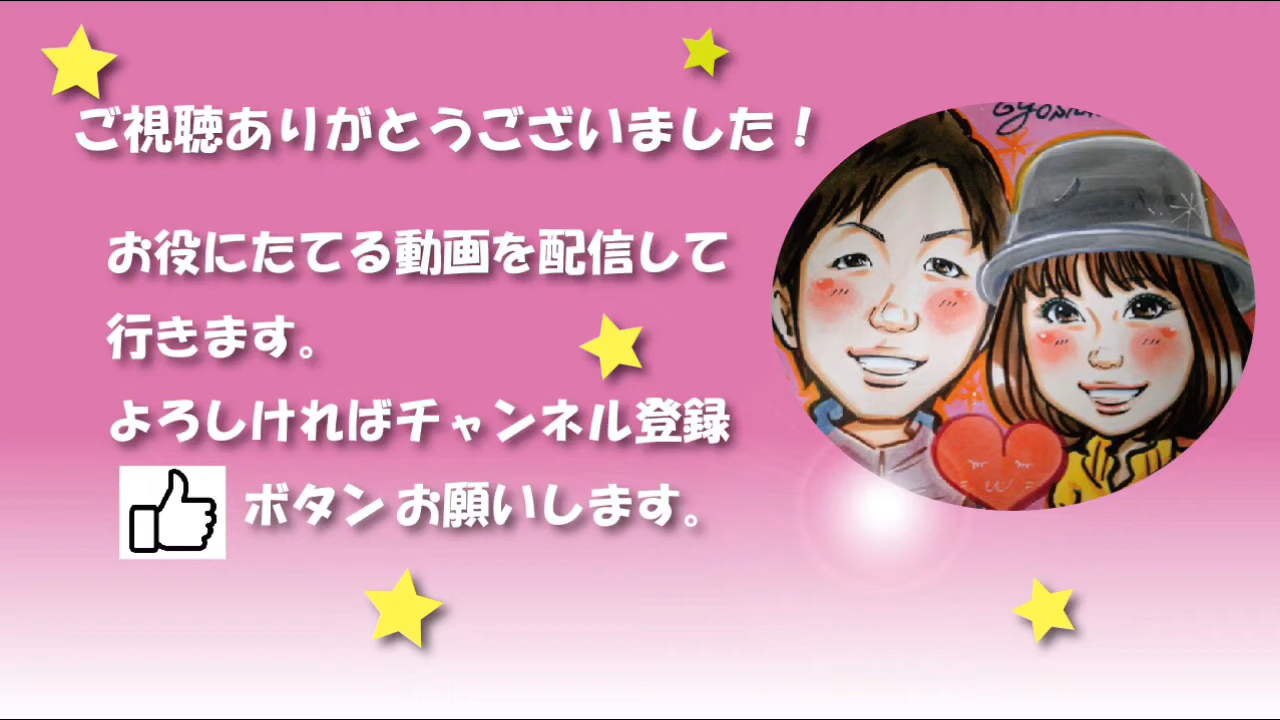 ご視聴ありがとうございました！
お役にたてる動画を配信して
行きます。
よろしければチャンネル登録
ボタンお願いします。